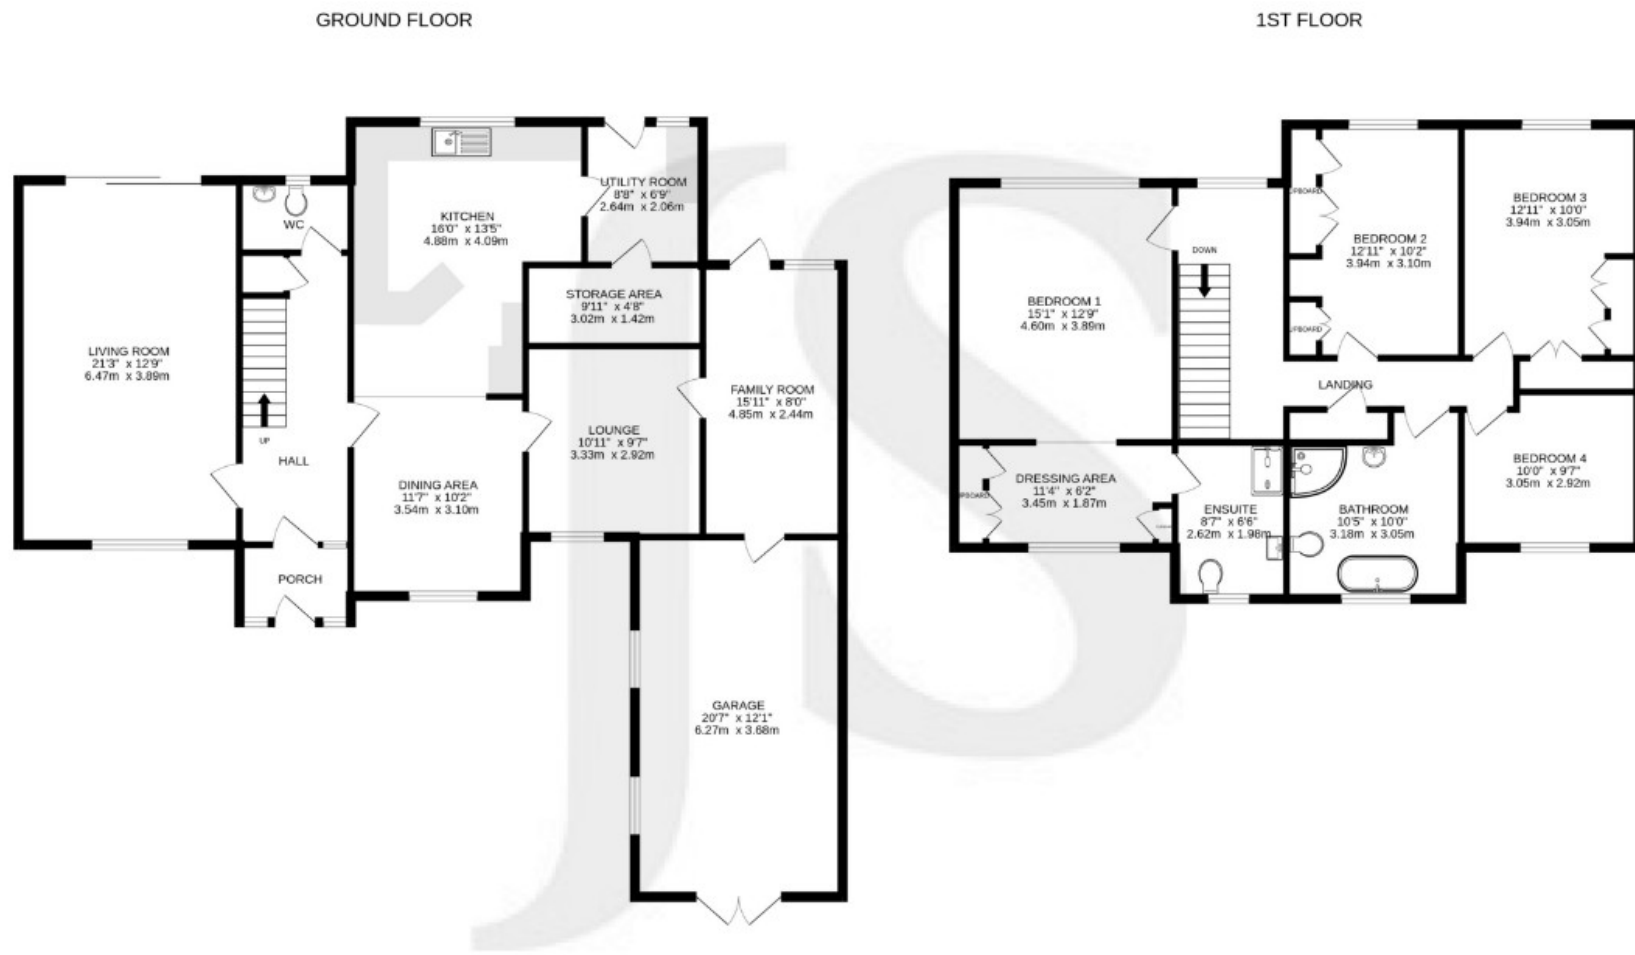 GROUND FLOOR
1ST FLOOR
LIVING ROOM
21'3" x 12'9"
6.47m x 3.89m
WC
UP
HALL
PORCH
KITCHEN
16'0" x 13'5"
4.88m x 4.09m
UTILITY ROOM
8'8" x 6'9"
2.64m x 2.06m
STORAGE AREA
9'11" x 4'8"
3.02m x 1.42m
LOUNGE
10'11" x 9'7"
3.33m x 2.92m
DINING AREA
11'7" x 10'2"
3.54m x 3.10m
FAMILY ROOM
15'11" x 8'0"
4.85m x 2.44m
GARAGE
20'7" x 12'1"
6.27m x 3.68m
JS
BEDROOM 1
15'1" x 12'9"
4.60m x 3.89m
DOWN
UPBOARD
BEDROOM 2
12'11" x 10'2"
3.94m x 3.10m
UPBOARD
BEDROOM 3
12'11" x 10'0"
3.94m x 3.05m
LANDING
UPBOARD
DRESSING AREA
11'4" x 6'2"
3.45m x 1.87m
ENSUITE
8'7" x 6'6"
2.62m x 1.98m
BATHROOM
10'5" x 10'0"
3.18m x 3.05m
BEDROOM 4
10'0" x 9'7"
3.05m x 2.92m